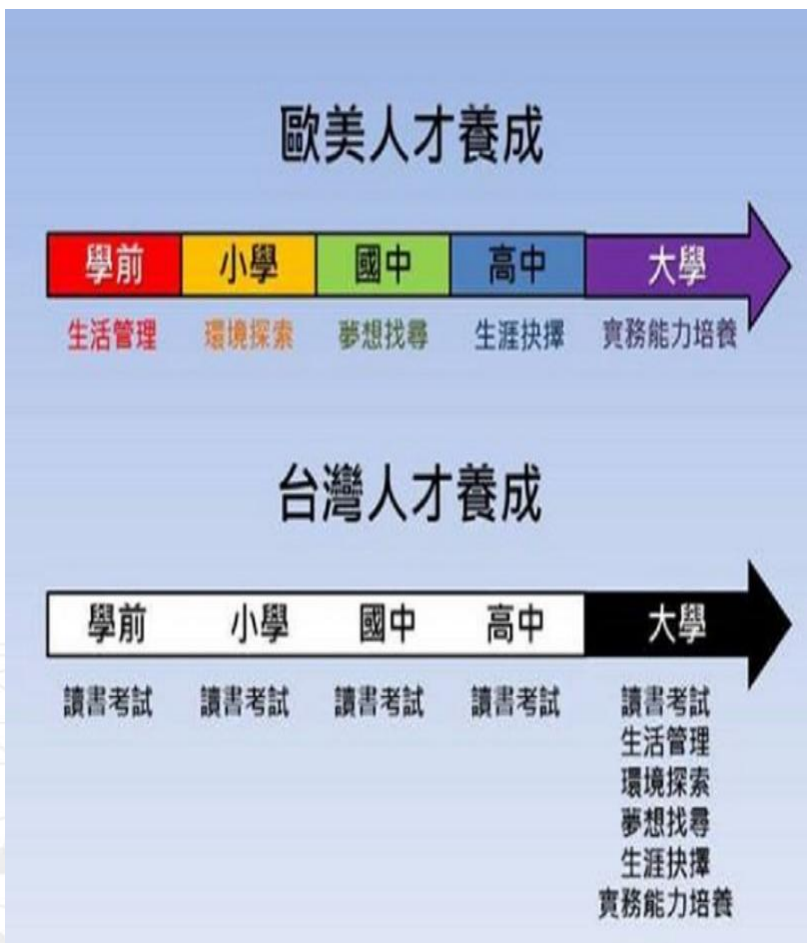 歐美人才養成
學前 小學 國中 高中 大學
生活管理 環境探索 夢想找尋 生涯抉擇 實務能力培養
台灣人才養成
學前 小學 國中 高中 大學
讀書考試 讀書考試 讀書考試 讀書考試 讀書考試
生活管理
環境探索
夢想找尋
生涯抉擇
實務能力培養